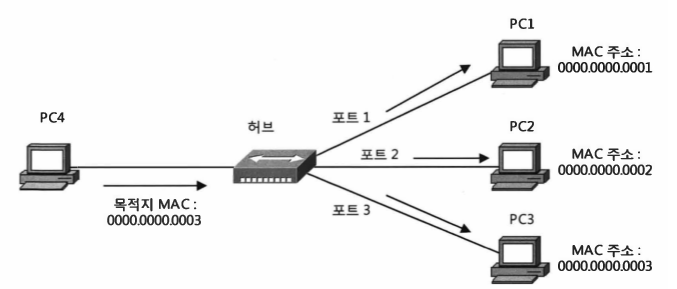 PC1
MAC 주소 :
0000.0000.0001
PC4
허브
포트 1
PC2
포트 2
MAC 주소 :
0000.0000.0002
목적지 MAC :
0000.0000.0003
포트 3
PC3
MAC 주소 :
0000.0000.0003